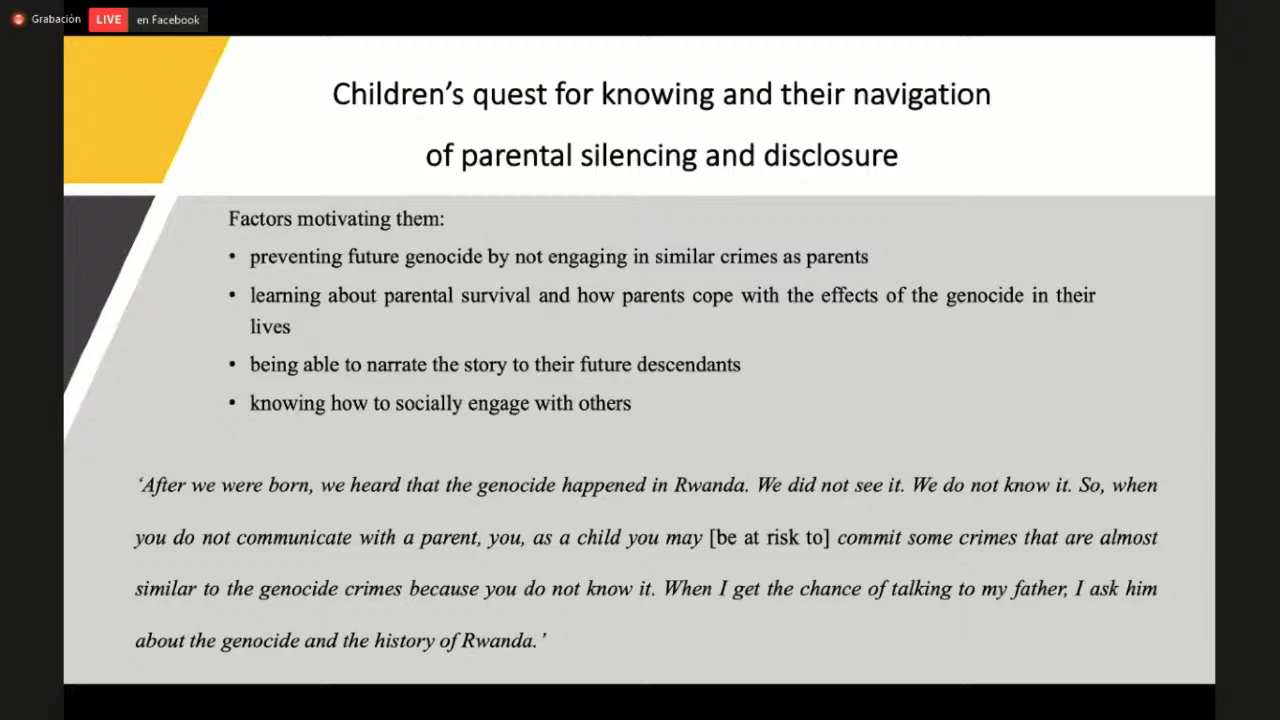 Grabación LIVE en Facebook
Children's quest for knowing and their navigation
of parental silencing and disclosure
Factors motivating them:
• preventing future genocide by not engaging in similar crimes as parents
• learning about parental survival and how parents cope with the effects of the genocide in their
lives
• being able to narrate the story to their future descendants
• knowing how to socially engage with others
'After we were born, we heard that the genocide happened in Rwanda. We did not see it. We do not know it. So, when
you do not communicate with a parent, you, as a child you may [be at risk to] commit some crimes that are almost
similar to the genocide crimes because you do not know it. When I get the chance of talking to my father, I ask him
about the genocide and the history of Rwanda.'